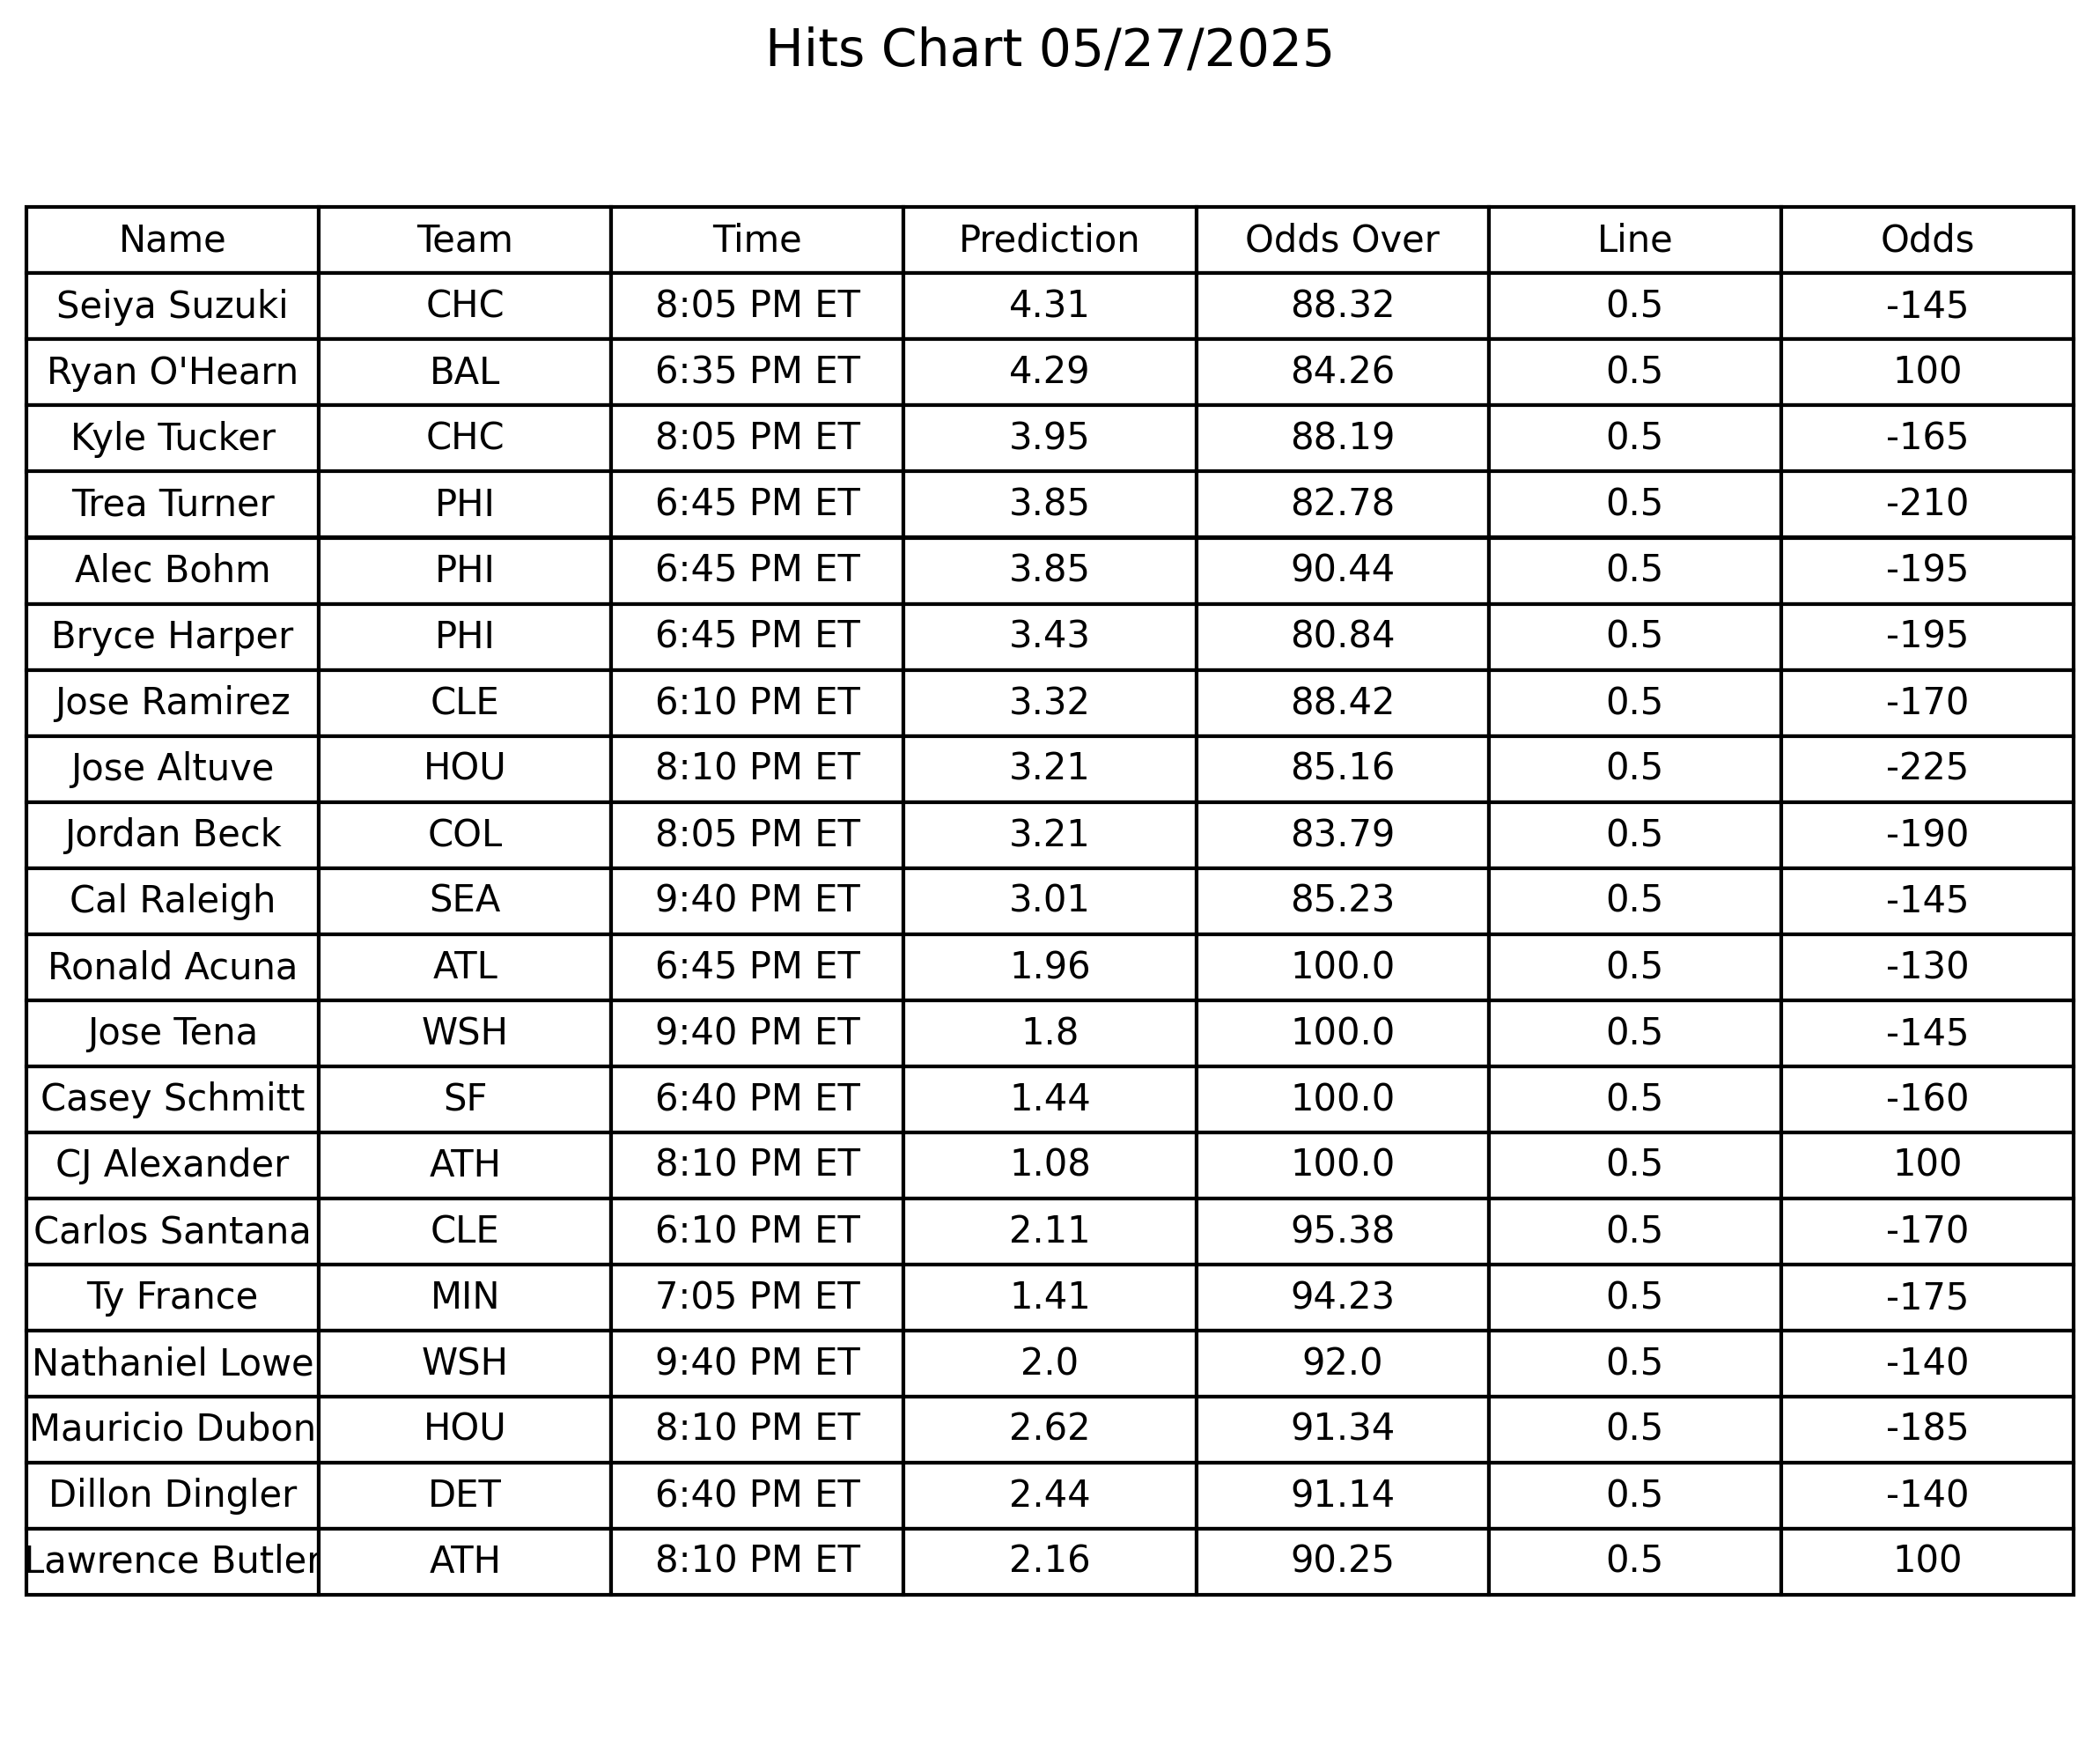 Hits Chart 05/27/2025
Name Team Time Prediction Odds Over Line Odds
Seiya Suzuki CHC 8:05 PM ET 4.31 88.32 0.5 -145
Ryan O'Hearn BAL 6:35 PM ET 4.29 84.26 0.5 100
Kyle Tucker CHC 8:05 PM ET 3.95 88.19 0.5 -165
Trea Turner PHI 6:45 PM ET 3.85 82.78 0.5 -210
Alec Bohm PHI 6:45 PM ET 3.85 90.44 0.5 -195
Bryce Harper PHI 6:45 PM ET 3.43 80.84 0.5 -195
Jose Ramirez CLE 6:10 PM ET 3.32 88.42 0.5 -170
Jose Altuve HOU 8:10 PM ET 3.21 85.16 0.5 -225
Jordan Beck COL 8:05 PM ET 3.21 83.79 0.5 -190
Cal Raleigh SEA 9:40 PM ET 3.01 85.23 0.5 -145
Ronald Acuna ATL 6:45 PM ET 1.96 100.0 0.5 -130
Jose Tena WSH 9:40 PM ET 1.8 100.0 0.5 -145
Casey Schmitt SF 6:40 PM ET 1.44 100.0 0.5 -160
CJ Alexander ATH 8:10 PM ET 1.08 100.0 0.5 100
Carlos Santana CLE 6:10 PM ET 2.11 95.38 0.5 -170
Ty France MIN 7:05 PM ET 1.41 94.23 0.5 -175
Nathaniel Lowe WSH 9:40 PM ET 2.0 92.0 0.5 -140
Mauricio Dubon HOU 8:10 PM ET 2.62 91.34 0.5 -185
Dillon Dingler DET 6:40 PM ET 2.44 91.14 0.5 -140
Lawrence Butler ATH 8:10 PM ET 2.16 90.25 0.5 100